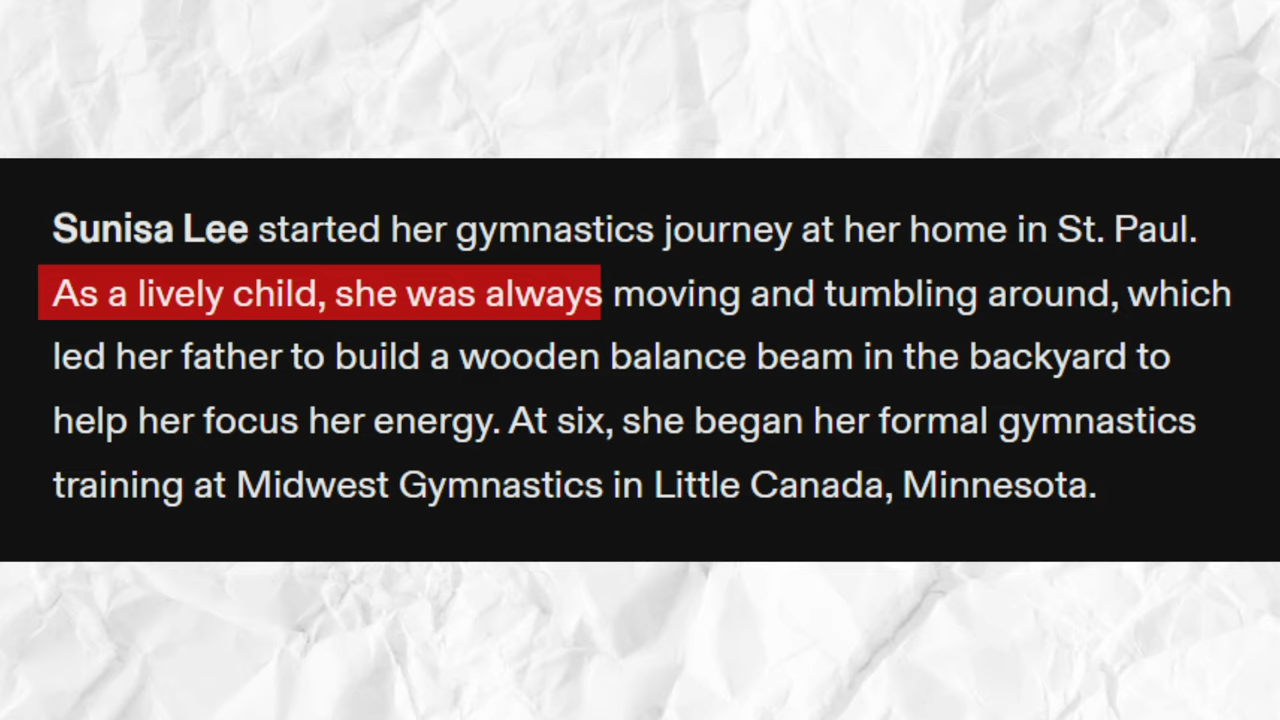 Sunisa Lee started her gymnastics journey at her home in St. Paul.
As a lively child, she was always moving and tumbling around, which
led her father to build a wooden balance beam in the backyard to
help her focus her energy. At six, she began her formal gymnastics
training at Midwest Gymnastics in Little Canada, Minnesota.